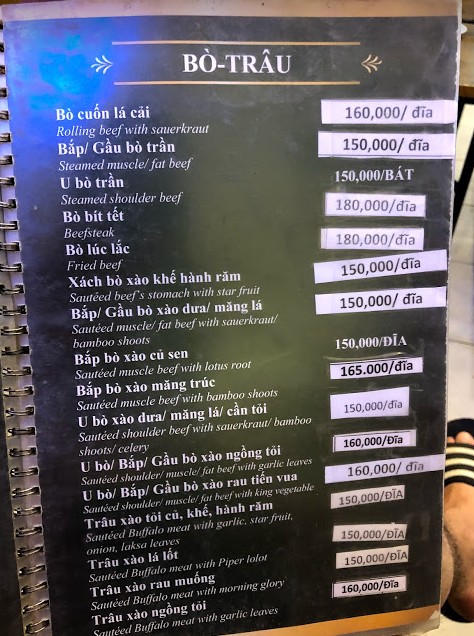 BÒ-TRÂU
Bò cuốn lá cải 160,000/ đĩa
Rolling beef with sauerkraut
Bắp/ Gầu bò trần 150,000/ đĩa
Steamed muscle/ fat beef
U bò trần 150,000/BÁT
Steamed shoulder beef
Bò bít tết 180,000/đĩa
Beefsteak
Bò lúc lắc 180,000/đĩa
Fried beef
Xách bò xào khế hành răm 150,000/đĩa
Sautéed beef's stomach with star fruit
Bắp/ Gầu bò xào dưa/ măng lá 150,000/ đĩa
Sautéed muscle/ fat beef with sauerkraut/
bamboo shoots
Bắp bò xào củ sen 150,000/ĐĨA
Sautéed muscle beef with lotus root
Bắp bò xào măng trúc 165.000/đĩa
Sautéed muscle beef with bamboo shoots
U bò xào dưa/ măng lá/ cần tỏi 150,000/đĩa
Sautéed shoulder beef with sauerkraut/ bamboo
shoots/ celery
U bò/ Bắp/ Gầu bò xào ngồng tỏi 160,000/đĩa
Sautéed shoulder/ muscle/ fat beef with garlic leaves
U bò/ Bắp/ Gầu bò xào rau tiến vua 160,000/ đĩa
Sautéed shoulder/ muscle/ fat beef with king vegetable
Trâu xào tỏi củ, khế, hành răm 150,000/ĐĨA
Sautéed Buffalo meat with garlic, star fruit,
onion, laksa leaves
Trâu xào lá lốt 150,000/ĐĨA
Sautéed Buffalo meat with Piper lolot
Trâu xào rau muống 150,000/ĐĨA
Sautéed Buffalo meat with morning glory
Trâu xào ngồng tỏi 160,000/đĩa
Sautéed Buffalo meat with garlic leaves